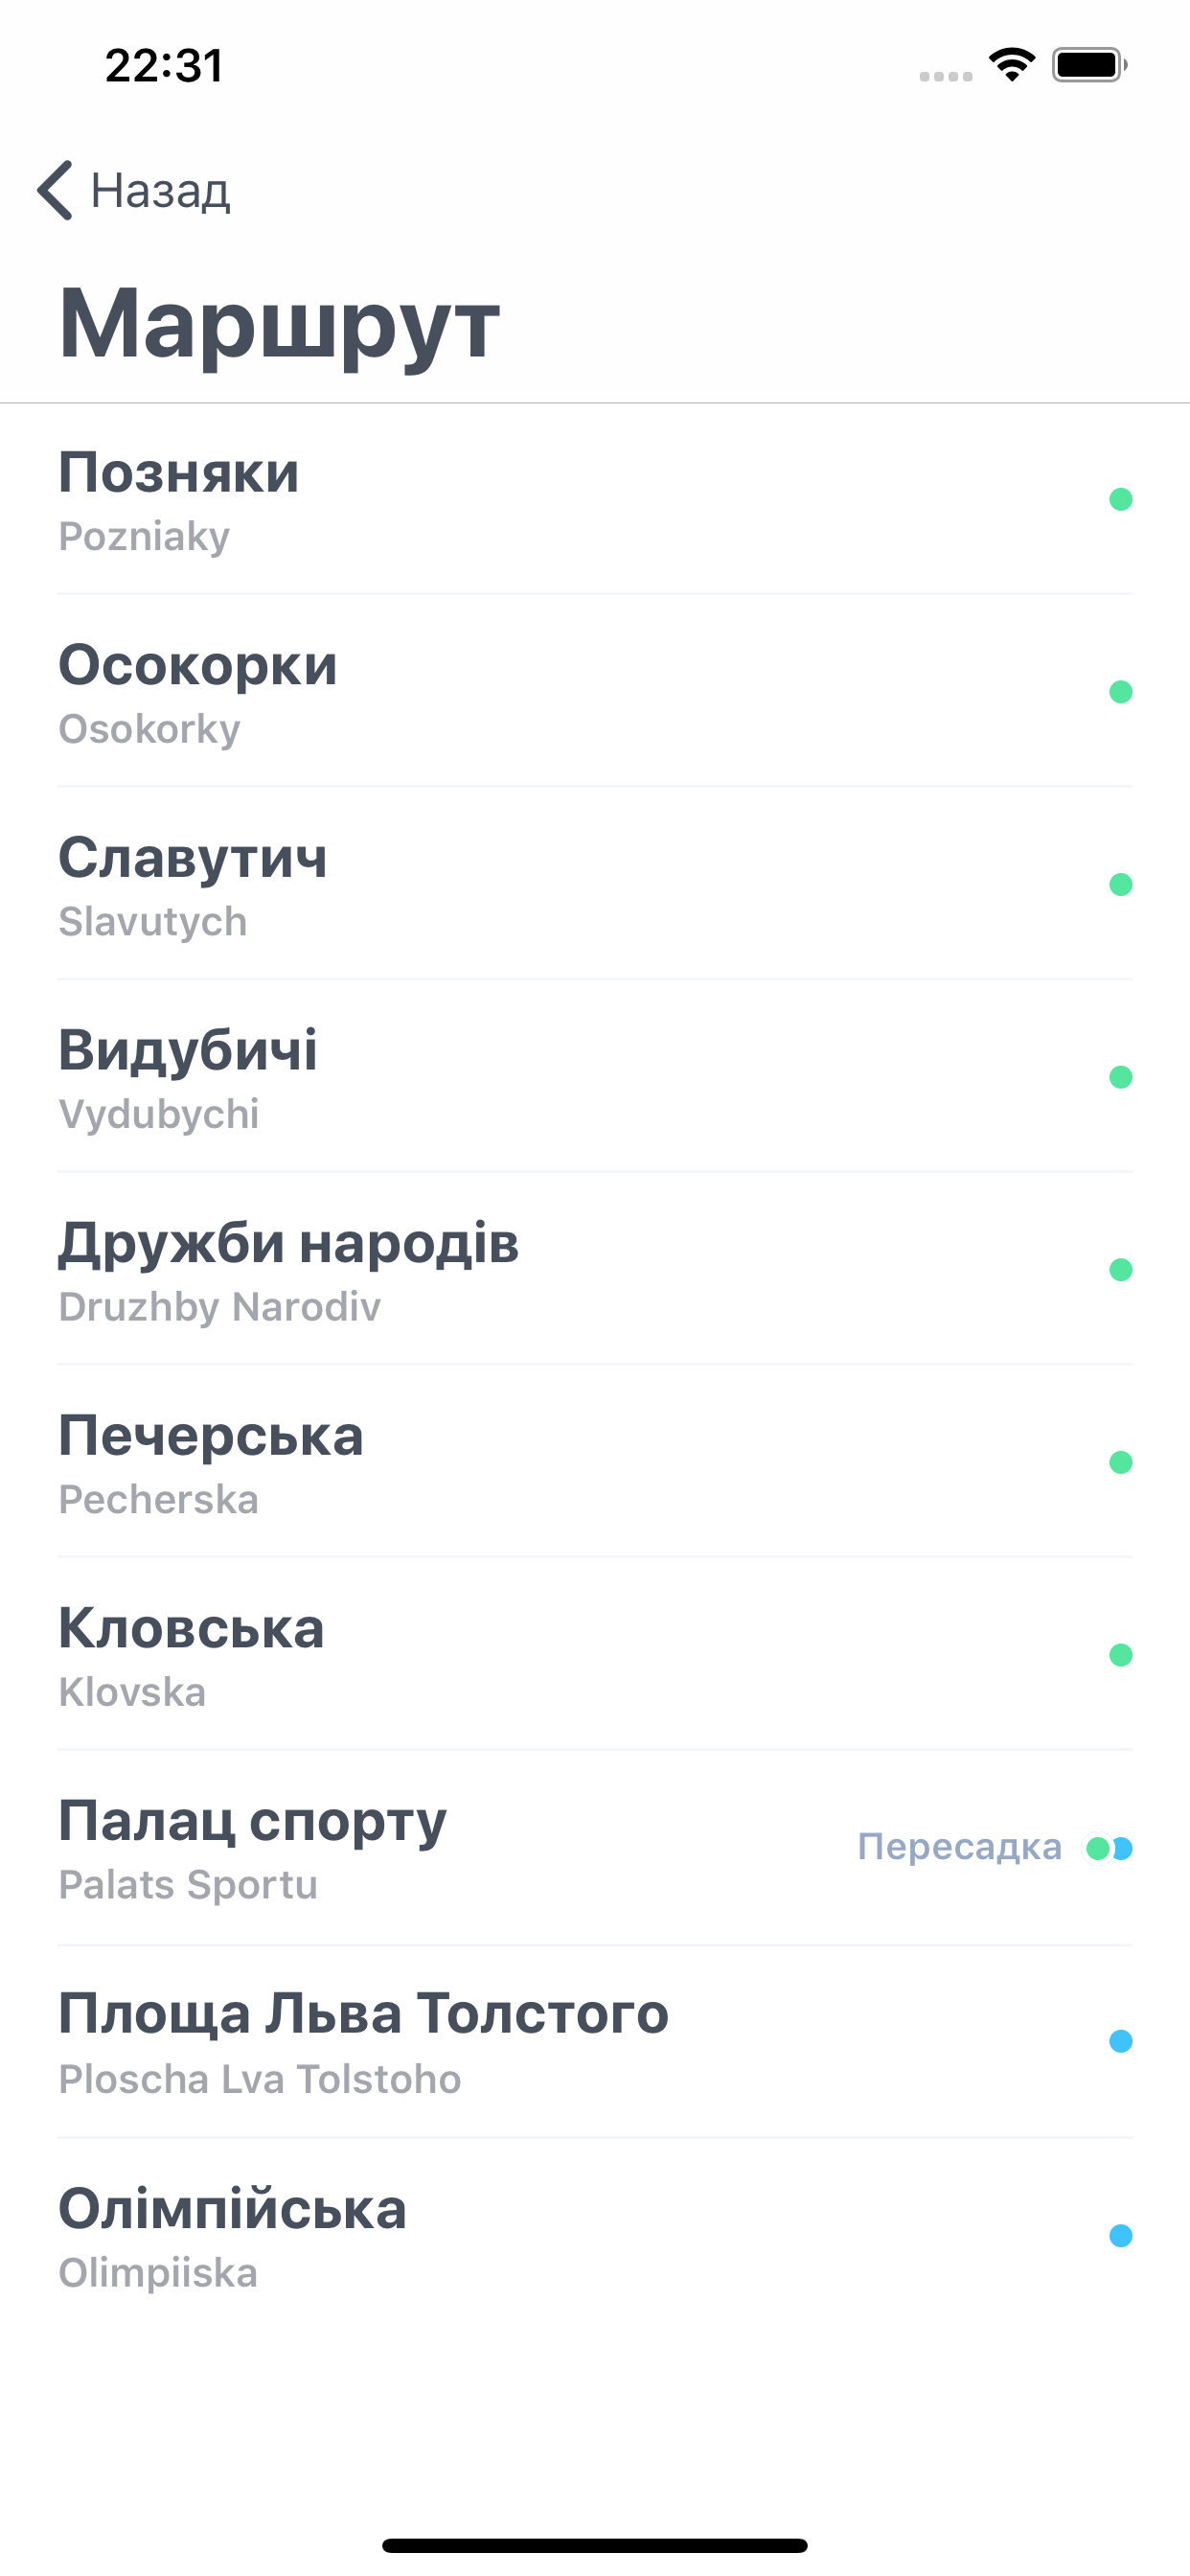 22:31
Назад
Маршрут
Позняки
Pozniaky
Осокорки
Osokorky
Славутич
Slavutych
Видубичі
Vydubychi
Дружби народів
Druzhby Narodiv
Печерська
Pecherska
Кловська
Klovska
Палац спорту
Пересадка
Palats Sportu
Площа Льва Толстого
Ploscha Lva Tolstoho
Олімпійська
Olimpiiska